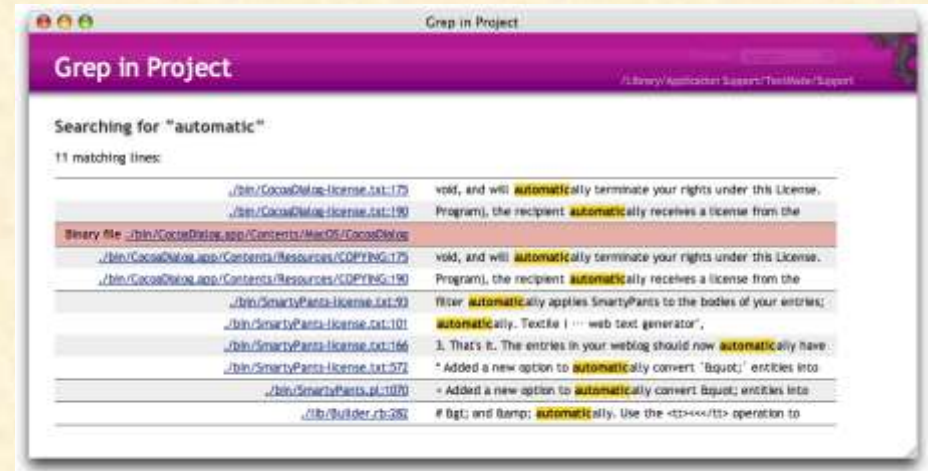 Grep in Project
Grep in Project
/Library/Application Support/TextMate/Support
Searching for "automatic"
11 matching lines:
./bin/CocoaDialog-license.txt:175 void, and will automatically terminate your rights under this License.
./bin/CocoaDialog-license.txt:190 Program), the recipient automatically receives a license from the
Binary file ./bin/CocoaDialog.app/Contents/MacOS/CocoaDialog
./bin/CocoaDialog.app/Contents/Resources/COPYING:175 void, and will automatically terminate your rights under this License.
./bin/CocoaDialog.app/Contents/Resources/COPYING:190 Program), the recipient automatically receives a license from the
./bin/SmartyPants-license.txt:93 filter automatically applies SmartyPants to the bodies of your entries;
./bin/SmartyPants-license.txt:101 automatically. Textile i ··· web text generator",
./bin/SmartyPants-license.txt:166 3. That's it. The entries in your weblog should now automatically have
./bin/SmartyPants-license.txt:572 * Added a new option to automatically convert `&quot;` entities into
./bin/SmartyPants.pl:1070 + Added a new option to automatically convert &quot; entities into
./lib/Builder.rb:282 # &gt; and &amp; automatically. Use the <tt><<</tt> operation to